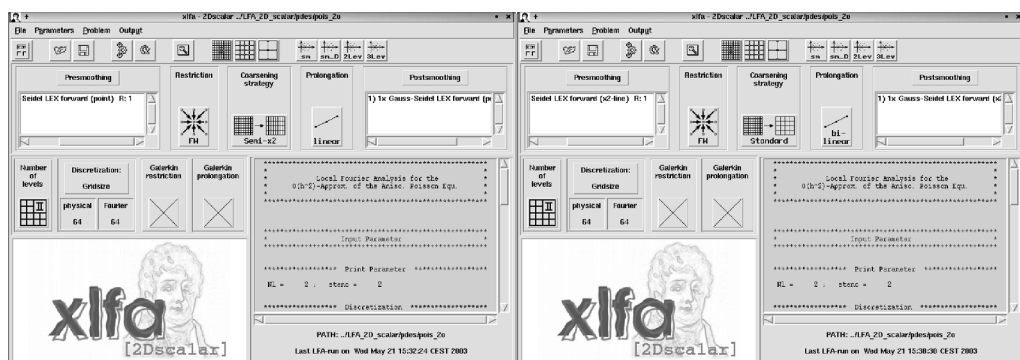 xlfa - 2Dscalar ../LFA_2D_scalar/pdes/pois_2o
File Parameters Problem Output
sm sm_D 2Lev 3Lev
Presmoothing Restriction Coarsening strategy Prolongation Postsmoothing
Seidel LEX forward (point) R: 1
1) 1x Gauss-Seidel LEX forward (p
FW Semi-x2 linear
Number of levels
Discretization:
Gridsize
physical Fourier
64 64
Galerkin restriction
Galerkin prolongation
Local Fourier Analysis for the
O(h^2)-Approx. of the Aniso. Poisson Equ.
Input Parameter
Print Parameter
NL = 2 , stenc = 2
Discretization
xlfa
[2Dscalar]
PATH: ../LFA_2D_scalar/pdes/pois_2o
Last LFA-run on Wed May 21 15:32:24 CEST 2003
xlfa - 2Dscalar ../LFA_2D_scalar/pdes/pois_2o
File Parameters Problem Output
sm sm_D 2Lev 3Lev
Presmoothing Restriction Coarsening strategy Prolongation Postsmoothing
Seidel LEX forward (x2-line) R: 1
1) 1x Gauss-Seidel LEX forward (x2
FW Standard bi-linear
Number of levels
Discretization:
Gridsize
physical Fourier
64 64
Galerkin restriction
Galerkin prolongation
Local Fourier Analysis for the
O(h^2)-Approx. of the Aniso. Poisson Equ.
Input Parameter
Print Parameter
NL = 2 , stenc = 2
Discretization
xlfa
[2Dscalar]
PATH: ../LFA_2D_scalar/pdes/pois_2o
Last LFA-run on Wed May 21 15:38:38 CEST 2003